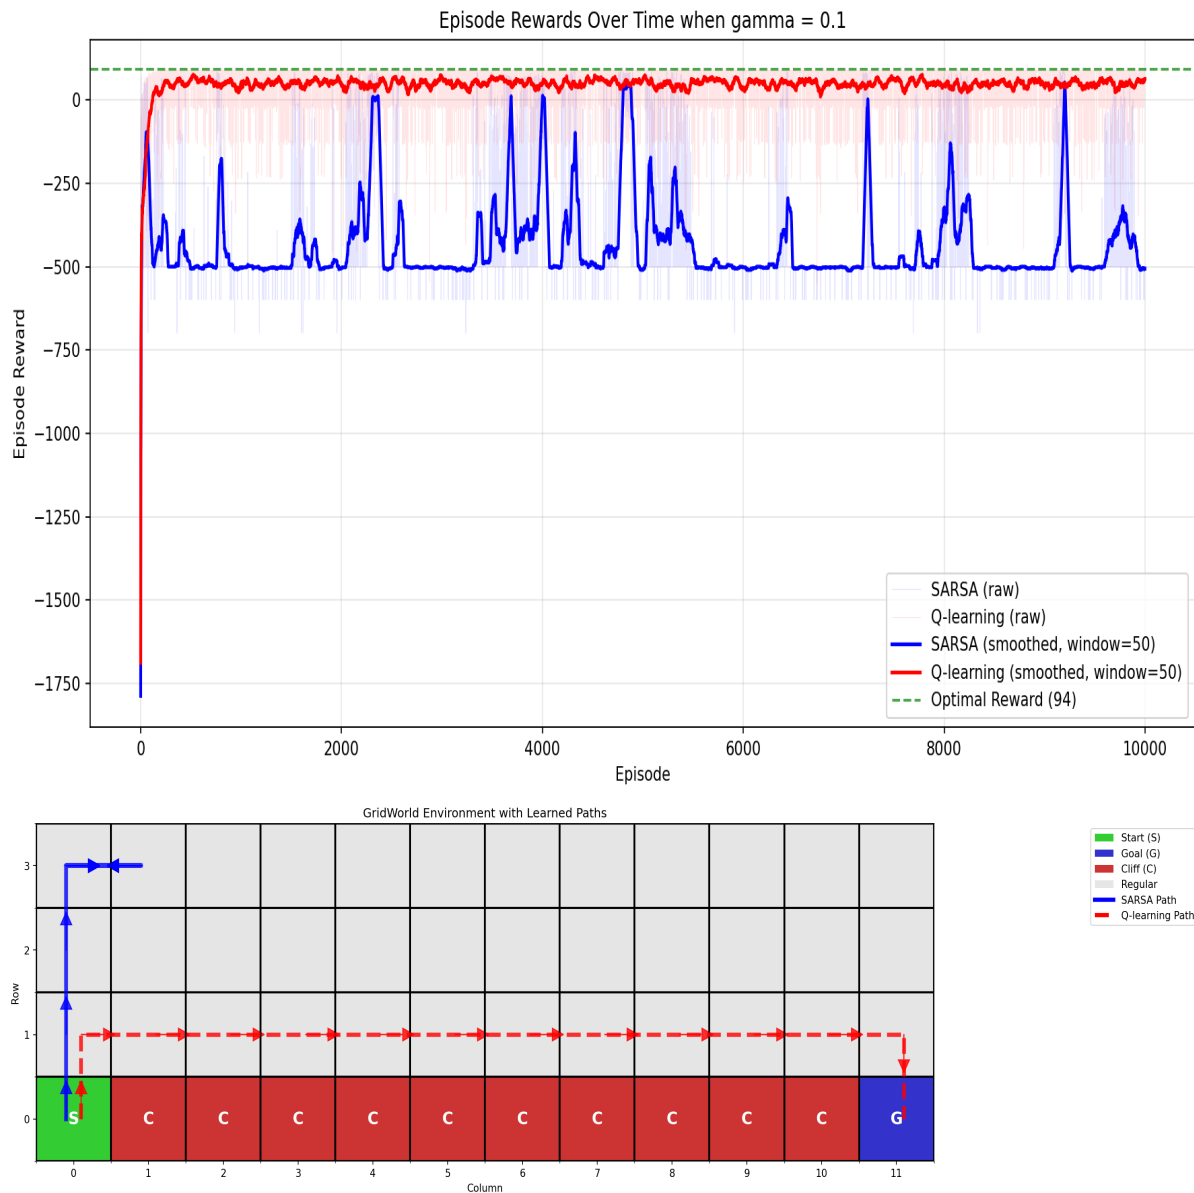 Episode Rewards Over Time when gamma = 0.1
Episode Reward
0
−250
−500
−750
−1000
−1250
−1500
−1750
SARSA (raw)
Q-learning (raw)
SARSA (smoothed, window=50)
Q-learning (smoothed, window=50)
Optimal Reward (94)
0 2000 4000 6000 8000 10000
Episode
GridWorld Environment with Learned Paths
Start (S)
Goal (G)
Cliff (C)
Regular
SARSA Path
Q-learning Path
Row
3
2
1
0
S C C C C C C C C C C G
0 1 2 3 4 5 6 7 8 9 10 11
Column